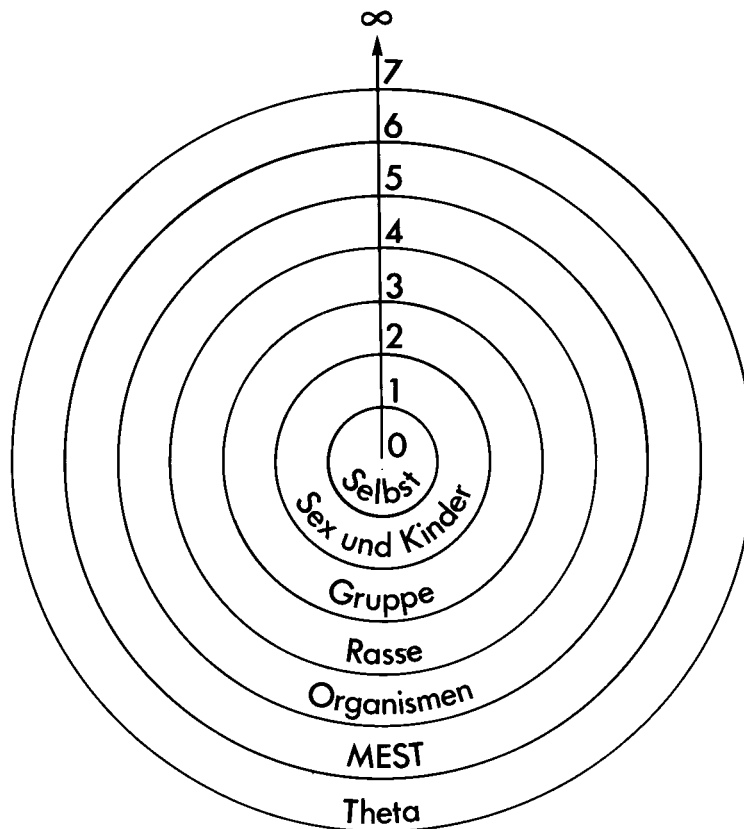 ∞
7
6
5
4
3
2
1
0
Selbst
Sex und Kinder
Gruppe
Rasse
Organismen
MEST
Theta